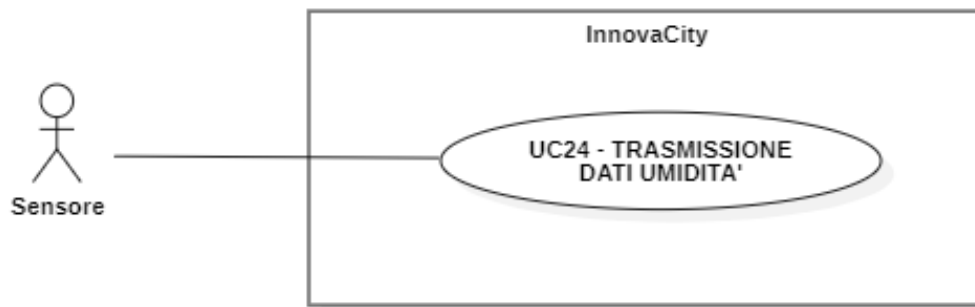 InnovaCity
UC24 - TRASMISSIONE
DATI UMIDITA'
Sensore